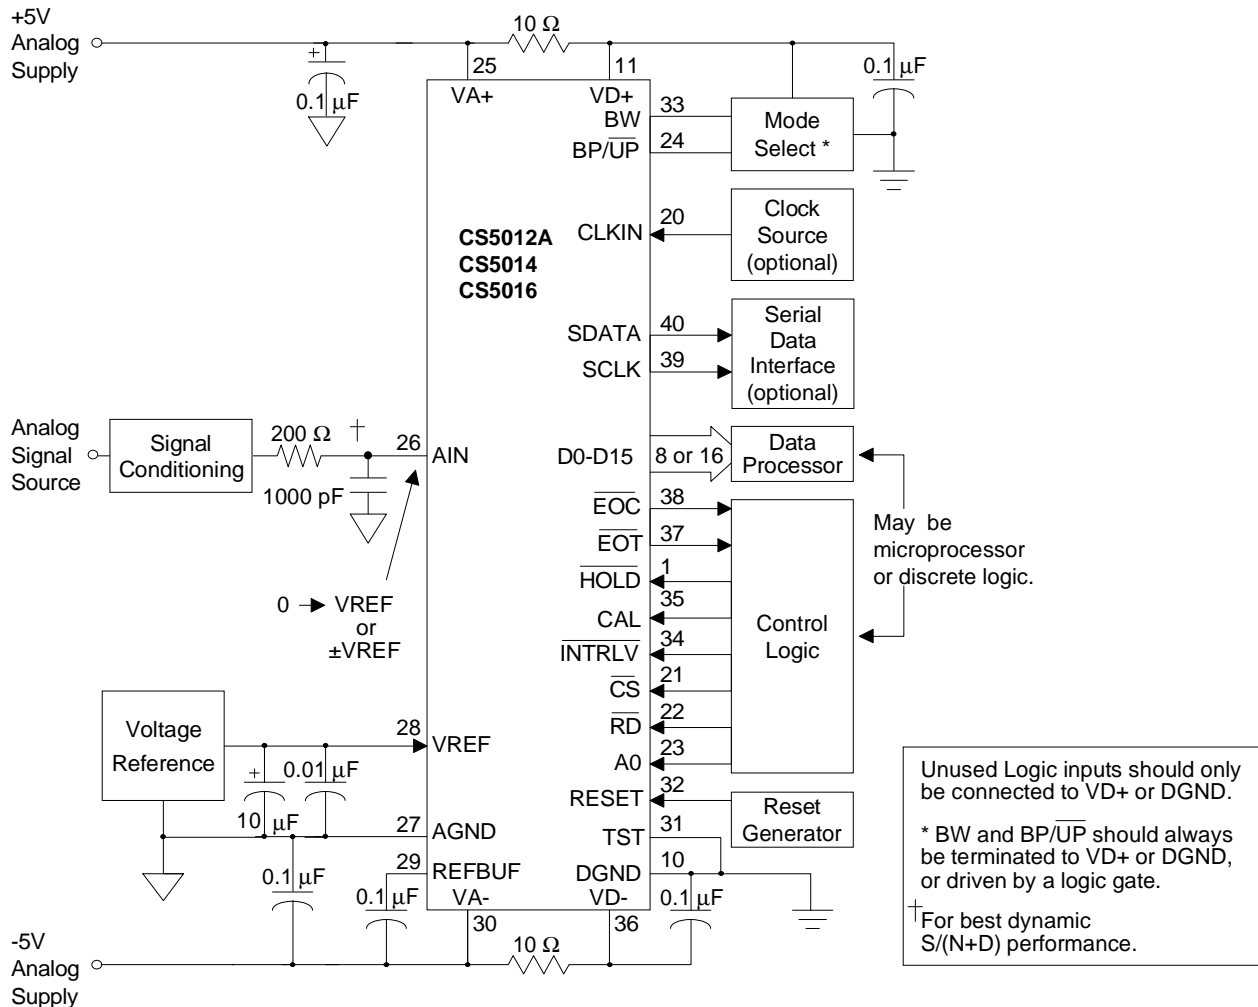 +5V
Analog
Supply
10 Ω
+
0.1 µF
25
11
0.1 µF
VA+
VD+
BW
33
BP/UP
24
Mode
Select *
CS5012A
CS5014
CS5016
CLKIN
20
Clock
Source
(optional)
SDATA
40
SCLK
39
Serial
Data
Interface
(optional)
Analog
Signal
Source
Signal
Conditioning
200 Ω
†
26
AIN
1000 pF
D0-D15
8 or 16
Data
Processor
EOC
38
EOT
37
HOLD
1
CAL
35
INTRLV
34
CS
21
RD
22
A0
23
Control
Logic
May be
microprocessor
or discrete logic.
0 → VREF
or
±VREF
Voltage
Reference
28
VREF
+
0.01 µF
10 µF
27
AGND
29
REFBUF
0.1 µF
0.1 µF
VA-
30
RESET
32
Reset
Generator
TST
31
DGND
10
VD-
36
0.1 µF
10 Ω
-5V
Analog
Supply
Unused Logic inputs should only
be connected to VD+ or DGND.
* BW and BP/UP should always
be terminated to VD+ or DGND,
or driven by a logic gate.
†For best dynamic
S/(N+D) performance.